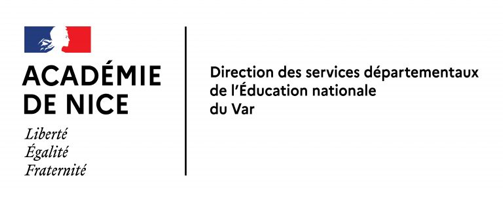 ACADÉMIE
DE NICE
Liberté
Égalité
Fraternité
Direction des services départementaux
de l'Éducation nationale
du Var